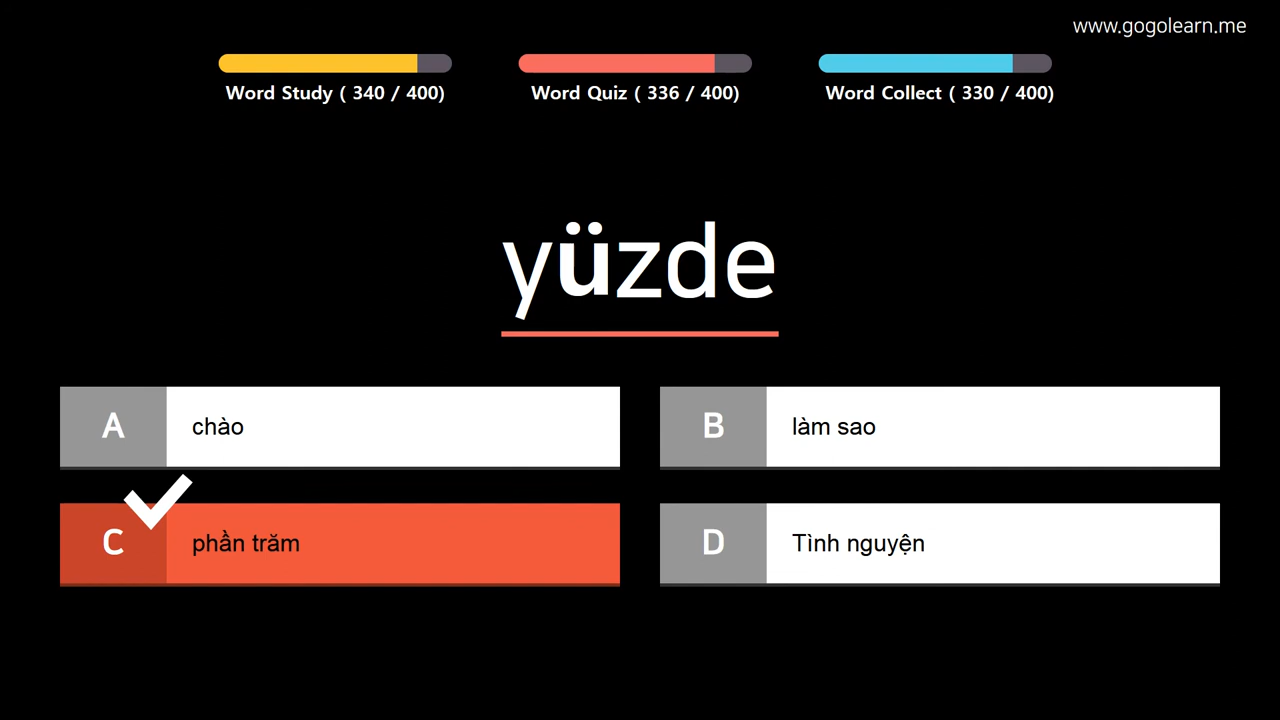 www.gogolearn.me
Word Study ( 340 / 400)
Word Quiz ( 336 / 400)
Word Collect ( 330 / 400)
yüzde
A chào
B làm sao
C phần trăm
D Tình nguyện